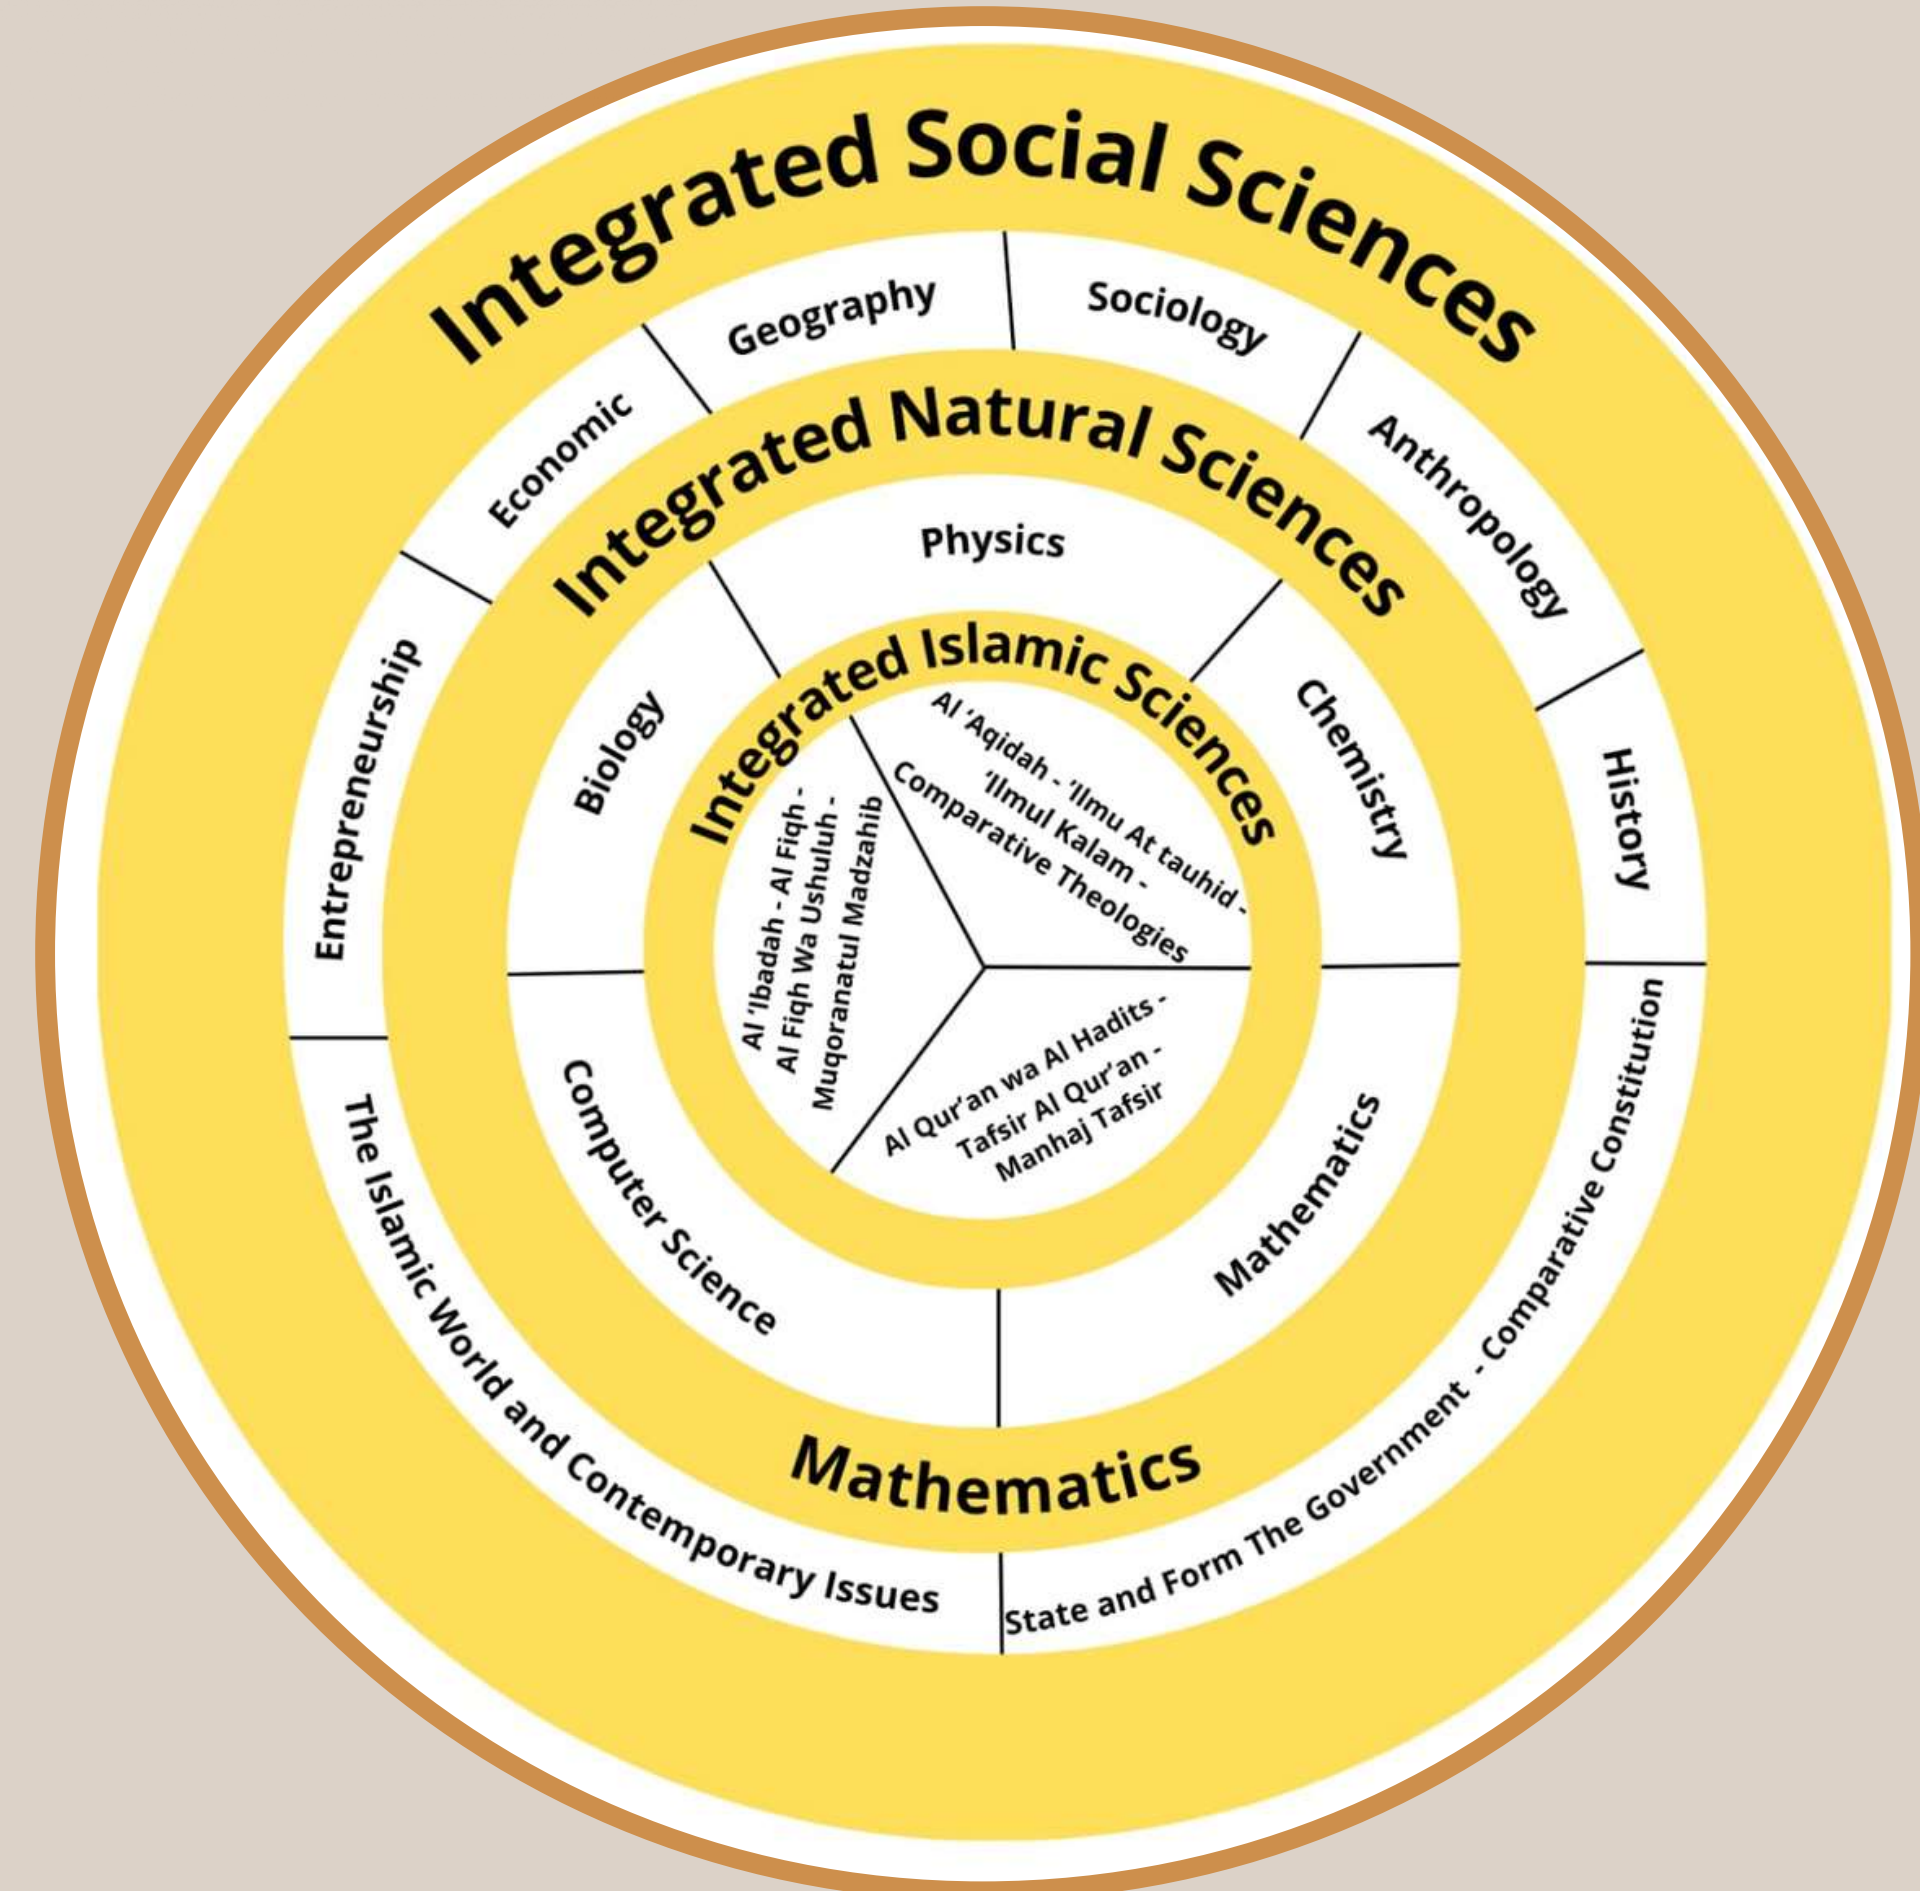 Integrated Social Sciences
Geography
Sociology
Economic
Anthropology
Entrepreneurship
History
The Islamic World and Contemporary Issues
State and Form The Government - Comparative Constitution
Integrated Natural Sciences
Physics
Biology
Chemistry
Computer Science
Mathematics
Mathematics
Integrated Islamic Sciences
Al ‘Aqidah - ‘Ilmu At tauhid -
‘Ilmul Kalam -
Comparative Theologies
Al ‘Ibadah - Al Fiqh -
Al Fiqh Wa Ushuluh -
Muqoranatul Madzahib
Al Qur’an wa Al Hadits -
Tafsir Al Qur’an -
Manhaj Tafsir